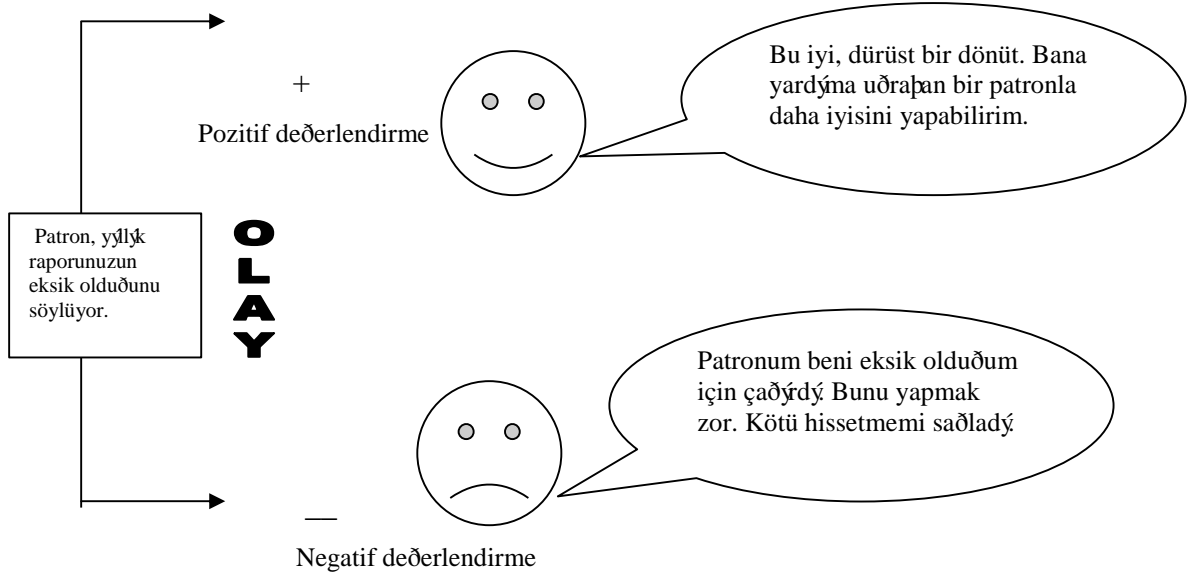 +
Pozitif deðerlendirme
Bu iyi, dürüst bir dönüt. Bana
yardýma uðraþan bir patronla
daha iyisini yapabilirim.
Patron, yýllýk
raporunuzun
eksik olduðunu
söylüyor.
O
L
A
Y
Patronum beni eksik olduðum
için çaðýrdý. Bunu yapmak
zor. Kötü hissetmemi saðladý.
__
Negatif deðerlendirme